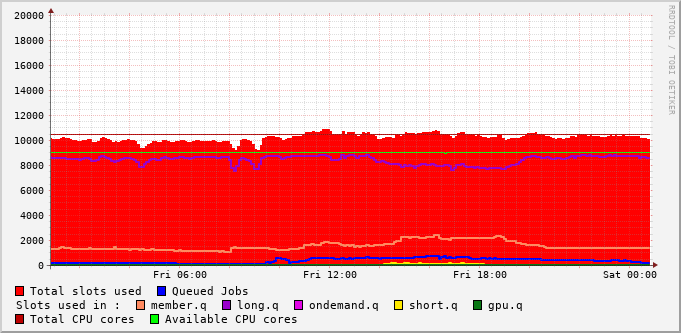 20000
18000
16000
14000
12000
10000
8000
6000
4000
2000
0
Fri 06:00 Fri 12:00 Fri 18:00 Sat 00:00
Total slots used Queued Jobs
Slots used in : member.q long.q ondemand.q short.q gpu.q
Total CPU cores Available CPU cores
RRDTOOL / TOBI OETIKER